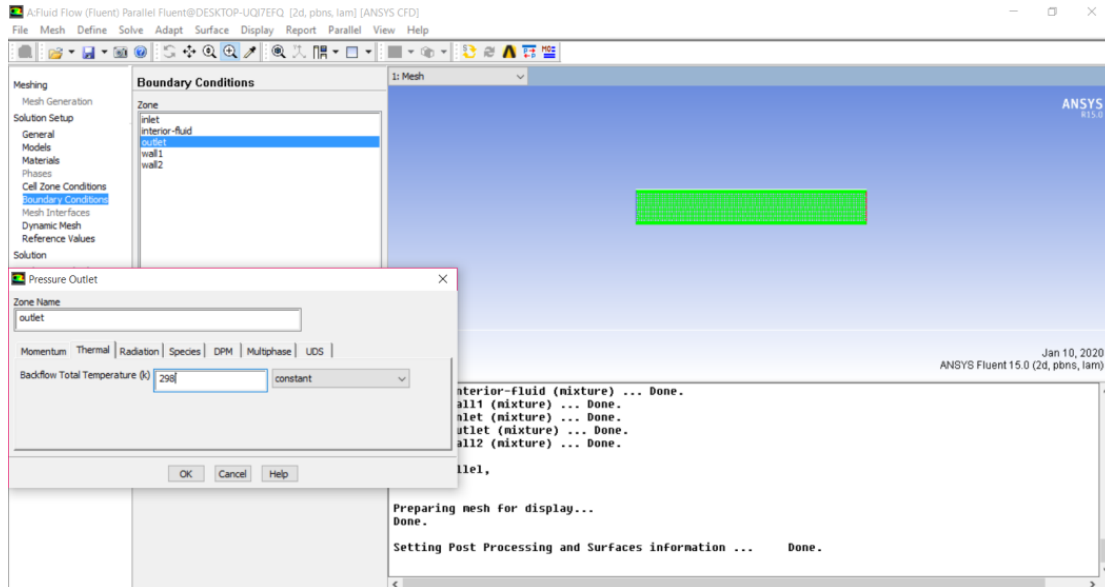 A:Fluid Flow (Fluent) Parallel Fluent@DESKTOP-UQI7EFQ [2d, pbns, lam] [ANSYS CFD]
File Mesh Define Solve Adapt Surface Display Report Parallel View Help
Meshing
Mesh Generation
Solution Setup
General
Models
Materials
Phases
Cell Zone Conditions
Boundary Conditions
Mesh Interfaces
Dynamic Mesh
Reference Values
Solution
Boundary Conditions
Zone
inlet
interior-fluid
outlet
wall1
wall2
1: Mesh
ANSYS
R15.0
Jan 10, 2020
ANSYS Fluent 15.0 (2d, pbns, lam)
Pressure Outlet
Zone Name
outlet
Momentum Thermal Radiation Species DPM Multiphase UDS
Backflow Total Temperature (k) 298 constant
OK Cancel Help
nterior-fluid (mixture) ... Done.
all1 (mixture) ... Done.
nlet (mixture) ... Done.
utlet (mixture) ... Done.
all2 (mixture) ... Done.
llel,
Preparing mesh for display...
Done.
Setting Post Processing and Surfaces information ... Done.